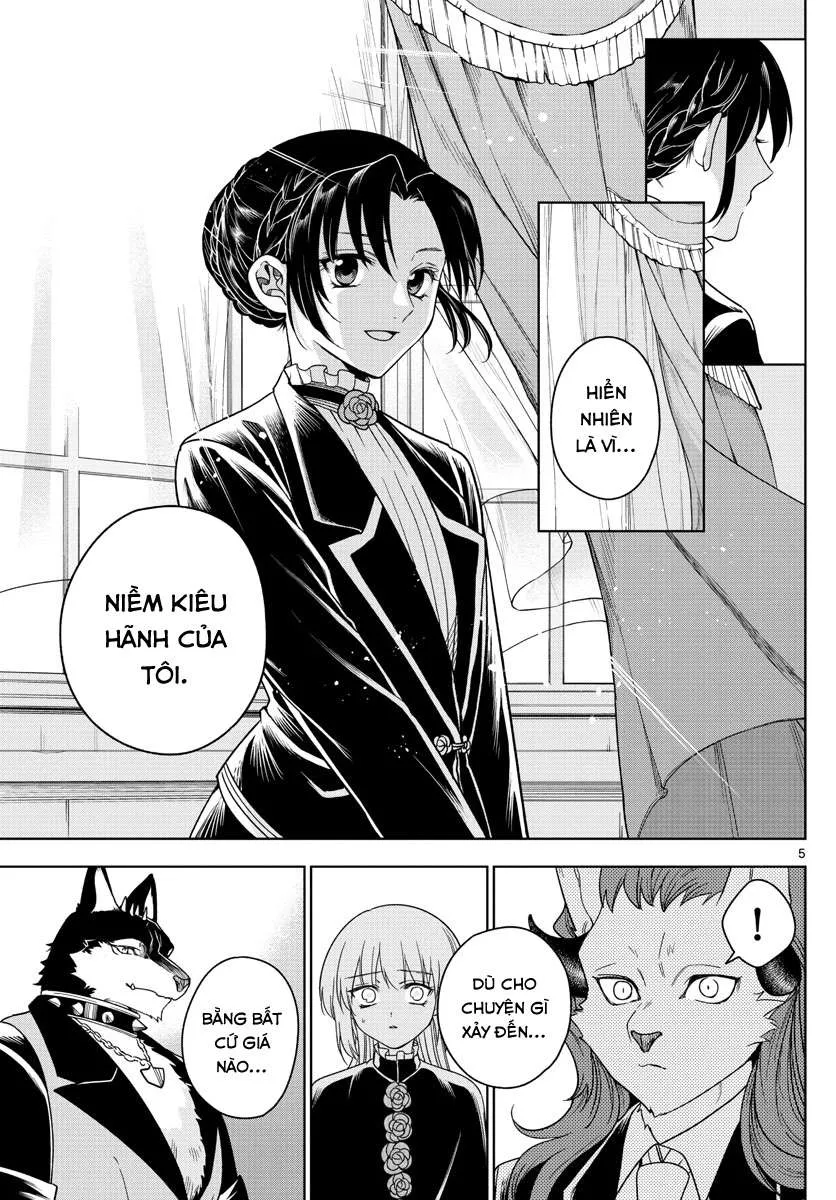 HIỂN
NHIÊN
LÀ VÌ...
NIỀM KIÊU
HÃNH CỦA
TÔI.
5
!
DÙ CHO
CHUYỆN GÌ
XẢY ĐẾN...
BẰNG BẤT
CỨ GIÁ
NÀO...